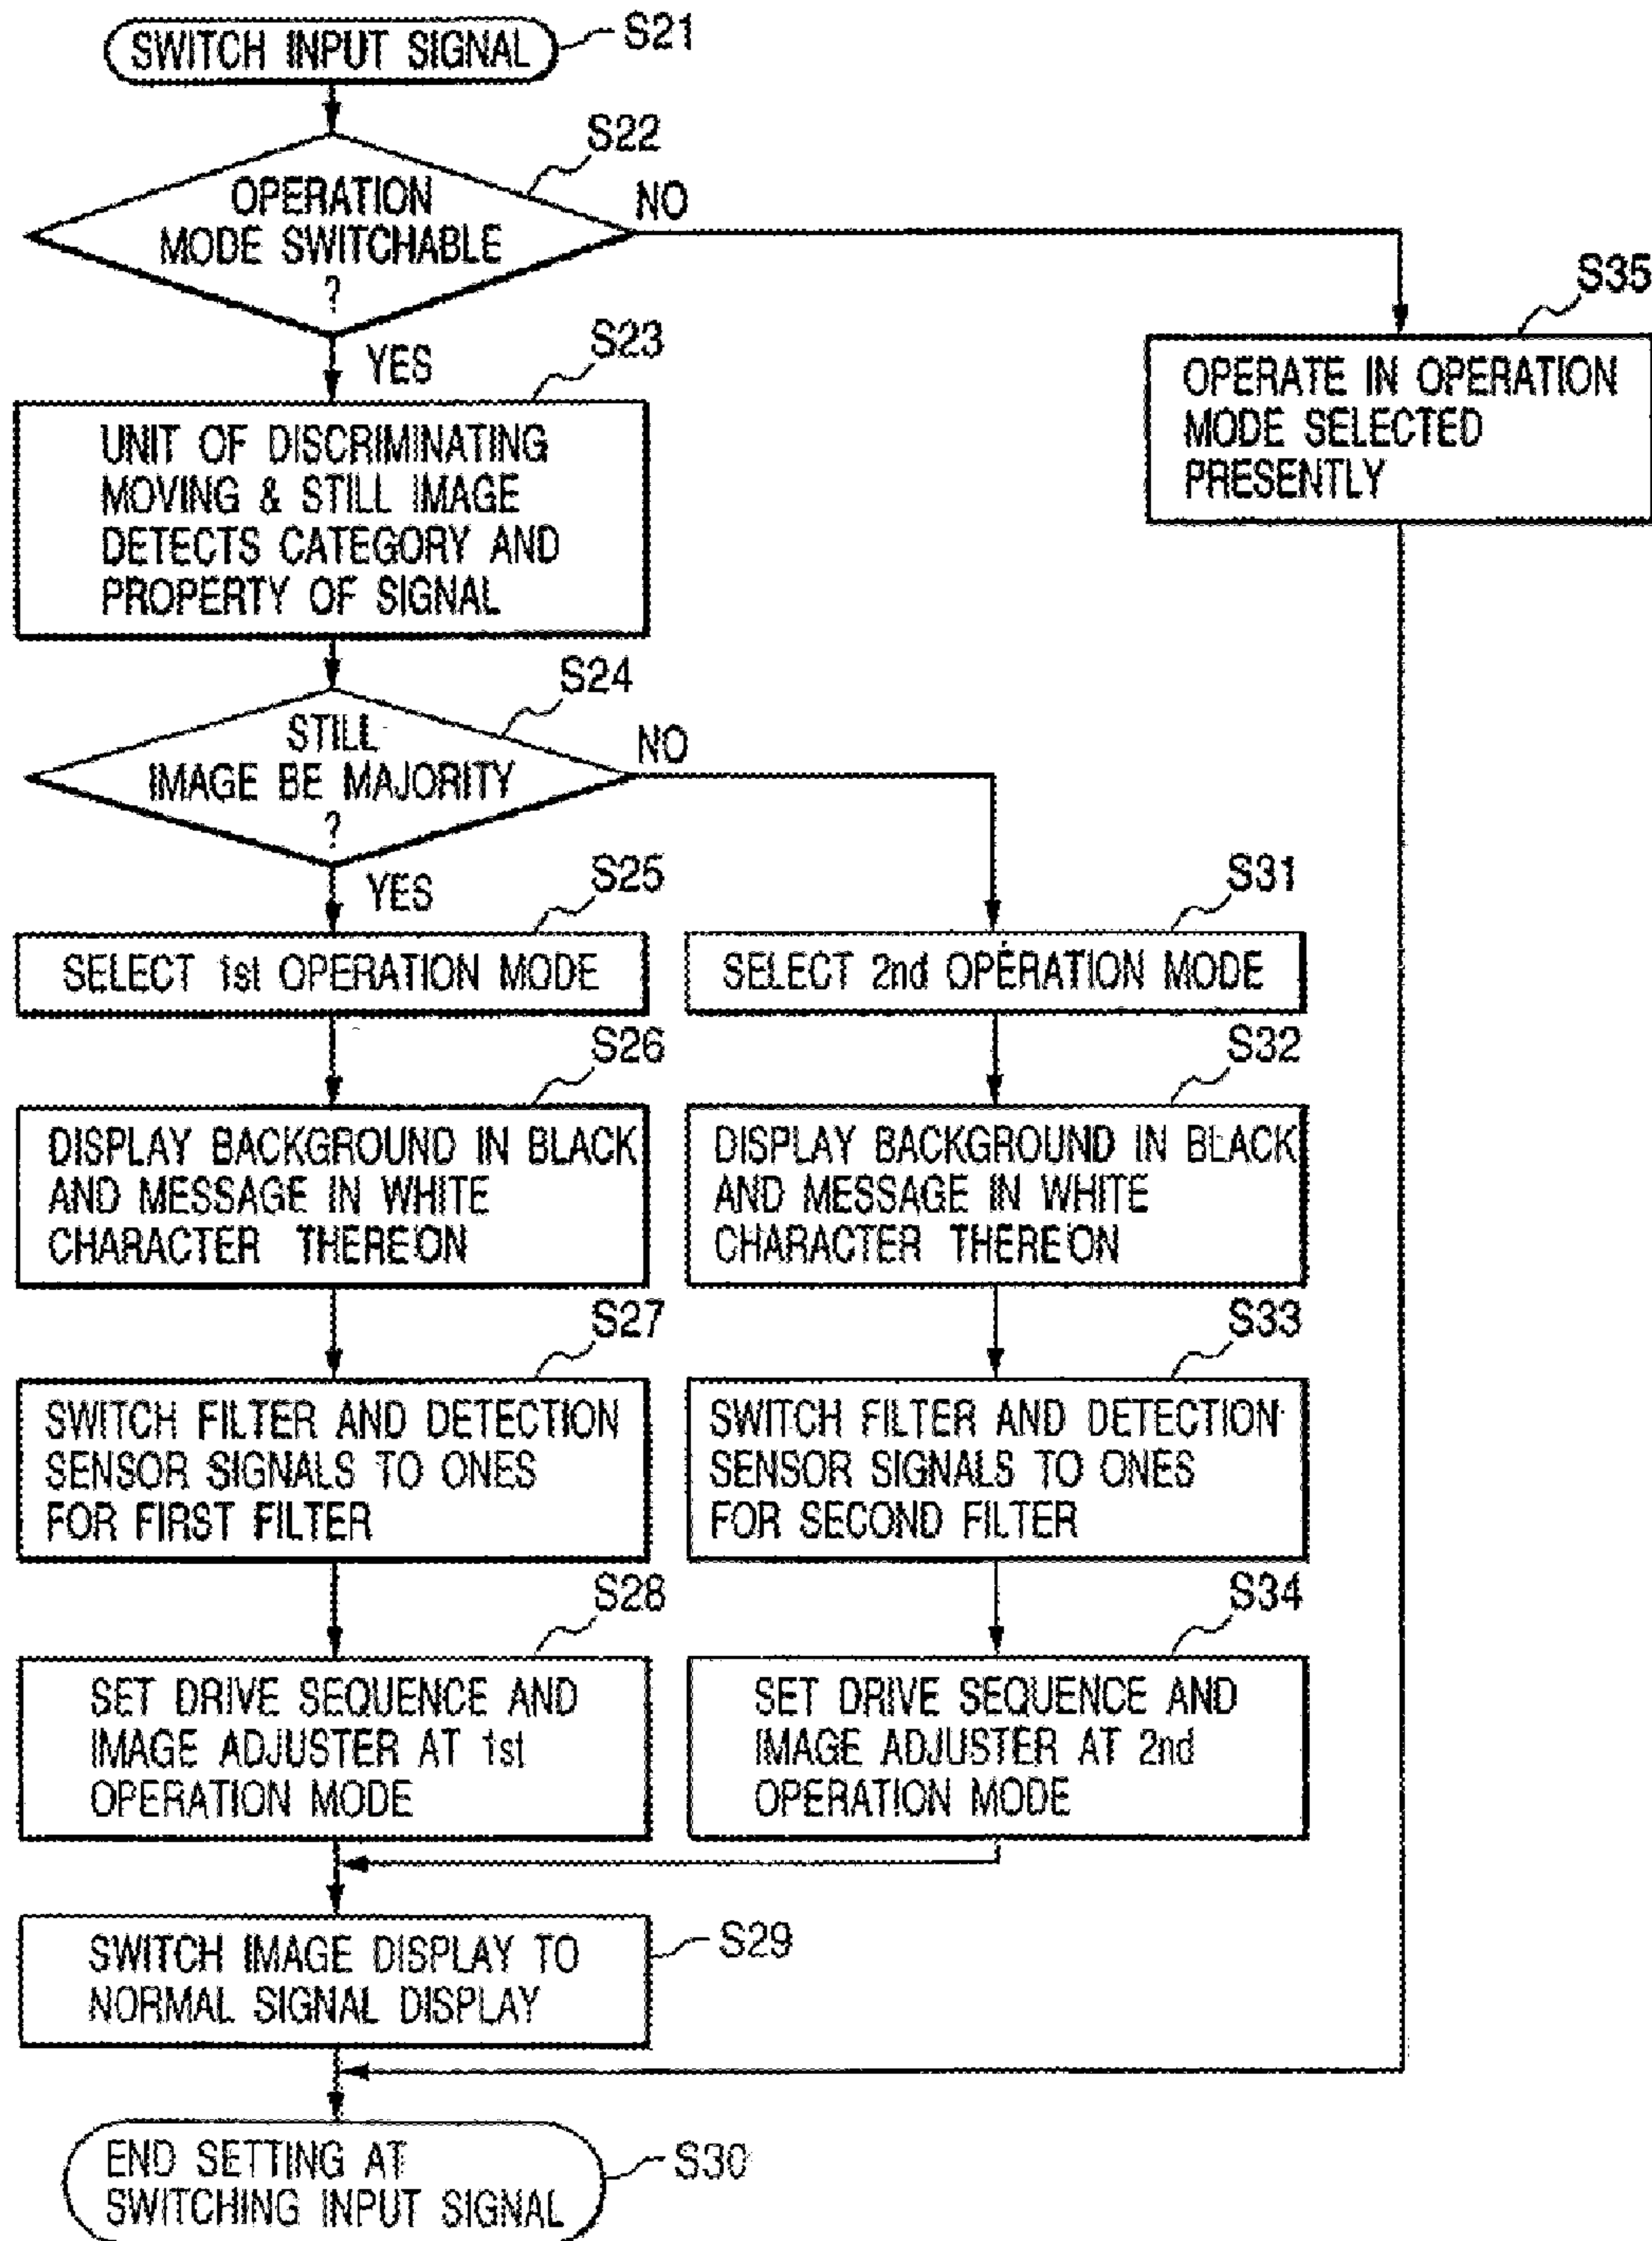 SWITCH INPUT SIGNAL
S21
S22
OPERATION
MODE SWITCHABLE
?
NO
YES
S35
OPERATE IN OPERATION
MODE SELECTED
PRESENTLY
S23
UNIT OF DISCRIMINATING
MOVING & STILL IMAGE
DETECTS CATEGORY AND
PROPERTY OF SIGNAL
S24
STILL
IMAGE BE MAJORITY
?
NO
YES
S25
SELECT 1st OPERATION MODE
S31
SELECT 2nd OPERATION MODE
S26
DISPLAY BACKGROUND IN BLACK
AND MESSAGE IN WHITE
CHARACTER THEREON
S32
DISPLAY BACKGROUND IN BLACK
AND MESSAGE IN WHITE
CHARACTER THEREON
S27
SWITCH FILTER AND DETECTION
SENSOR SIGNALS TO ONES
FOR FIRST FILTER
S33
SWITCH FILTER AND DETECTION
SENSOR SIGNALS TO ONES
FOR SECOND FILTER
S28
SET DRIVE SEQUENCE AND
IMAGE ADJUSTER AT 1st
OPERATION MODE
S34
SET DRIVE SEQUENCE AND
IMAGE ADJUSTER AT 2nd
OPERATION MODE
SWITCH IMAGE DISPLAY TO
NORMAL SIGNAL DISPLAY
S29
END SETTING AT
SWITCHING INPUT SIGNAL
S30